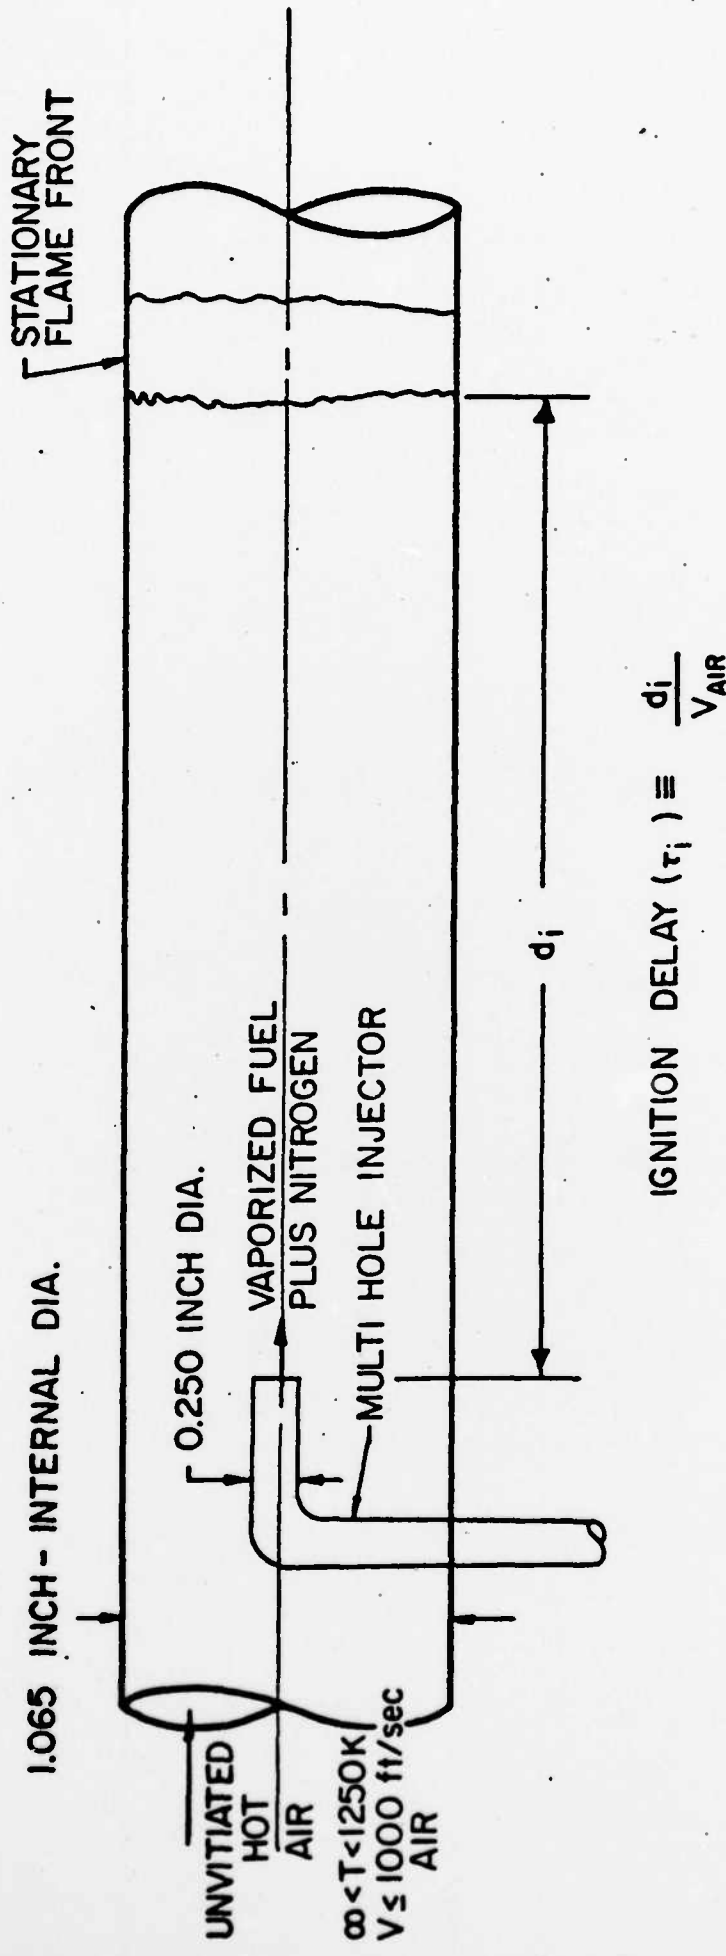 1.065 INCH - INTERNAL DIA.
STATIONARY
FLAME FRONT
0.250 INCH DIA.
VAPORIZED FUEL
PLUS NITROGEN
MULTI HOLE INJECTOR
UNVITIATED
HOT
AIR
∞ < T < 1250K
V ≤ 1000 ft/sec
AIR
di
IGNITION DELAY (τi) ≡ di
VAIR